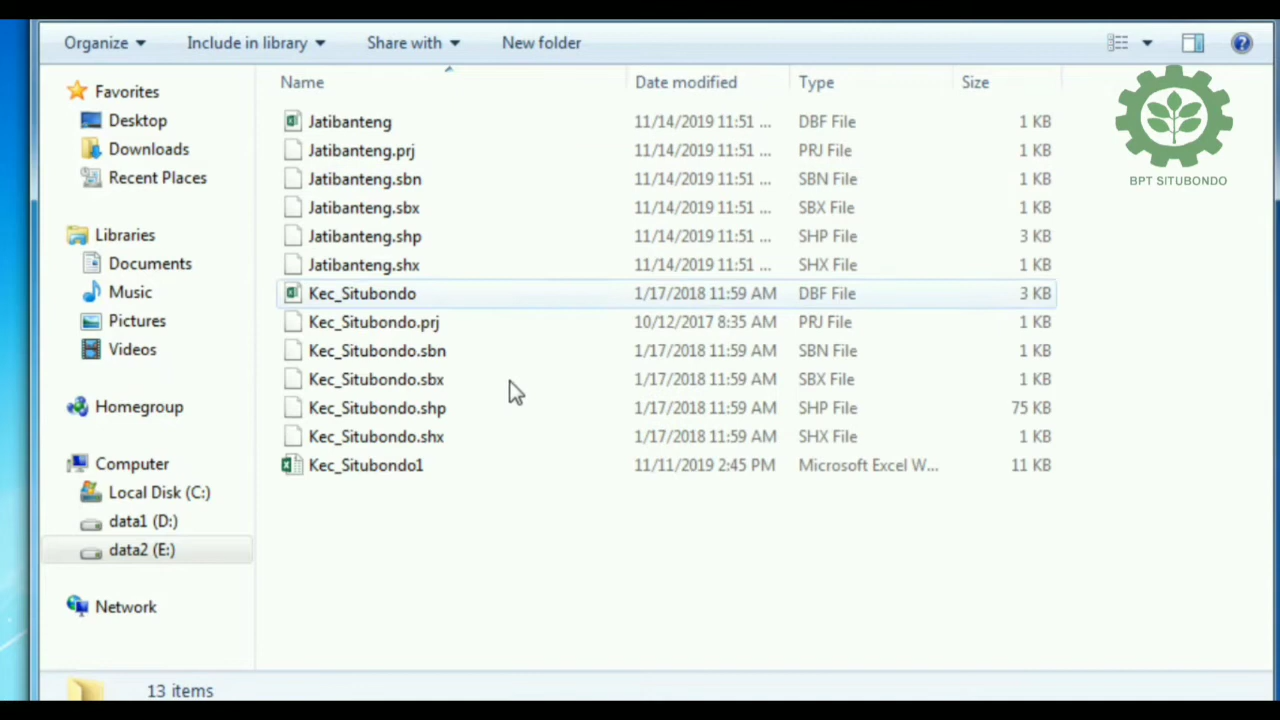 Organize Include in library Share with New folder
Name Date modified Type Size
Favorites
Desktop
Downloads
Recent Places
Libraries
Documents
Music
Pictures
Videos
Homegroup
Computer
Local Disk (C:)
data1 (D:)
data2 (E:)
Network
Jatibanteng 11/14/2019 11:51 ... DBF File 1 KB
Jatibanteng.prj 11/14/2019 11:51 ... PRJ File 1 KB
Jatibanteng.sbn 11/14/2019 11:51 ... SBN File 1 KB
Jatibanteng.sbx 11/14/2019 11:51 ... SBX File 1 KB
Jatibanteng.shp 11/14/2019 11:51 ... SHP File 3 KB
Jatibanteng.shx 11/14/2019 11:51 ... SHX File 1 KB
Kec_Situbondo 1/17/2018 11:59 AM DBF File 3 KB
Kec_Situbondo.prj 10/12/2017 8:35 AM PRJ File 1 KB
Kec_Situbondo.sbn 1/17/2018 11:59 AM SBN File 1 KB
Kec_Situbondo.sbx 1/17/2018 11:59 AM SBX File 1 KB
Kec_Situbondo.shp 1/17/2018 11:59 AM SHP File 75 KB
Kec_Situbondo.shx 1/17/2018 11:59 AM SHX File 1 KB
Kec_Situbondo1 11/11/2019 2:45 PM Microsoft Excel W... 11 KB
BPT SITUBONDO
13 items